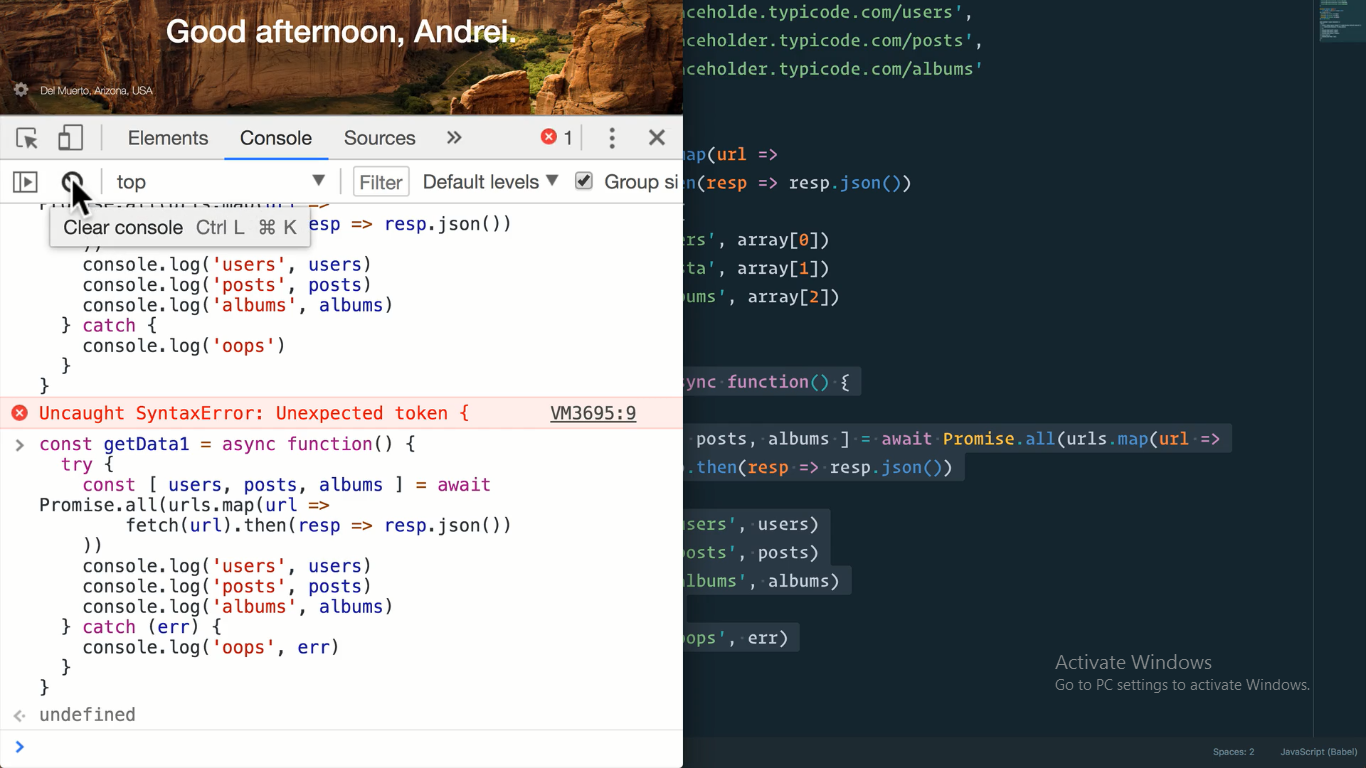 Good afternoon, Andrei.
Del Muerto, Arizona, USA
Elements Console Sources » 1
top Filter Default levels Group si
Clear console Ctrl L ⌘ K
esp => resp.json())
))
console.log('users', users)
console.log('posts', posts)
console.log('albums', albums)
} catch {
console.log('oops')
}
}
Uncaught SyntaxError: Unexpected token { VM3695:9
> const getData1 = async function() {
try {
const [ users, posts, albums ] = await
Promise.all(urls.map(url =>
fetch(url).then(resp => resp.json())
))
console.log('users', users)
console.log('posts', posts)
console.log('albums', albums)
} catch (err) {
console.log('oops', err)
}
}
undefined
>
ceholde.typicode.com/users',
ceholder.typicode.com/posts',
ceholder.typicode.com/albums'
ap(url =>
n(resp => resp.json())
rs', array[0])
ta', array[1])
ums', array[2])
ync function() {
posts, albums ] = await Promise.all(urls.map(url =>
.then(resp => resp.json())
sers', users)
osts', posts)
lbums', albums)
oops', err)
Activate Windows
Go to PC settings to activate Windows.
Spaces: 2 JavaScript (Babel)